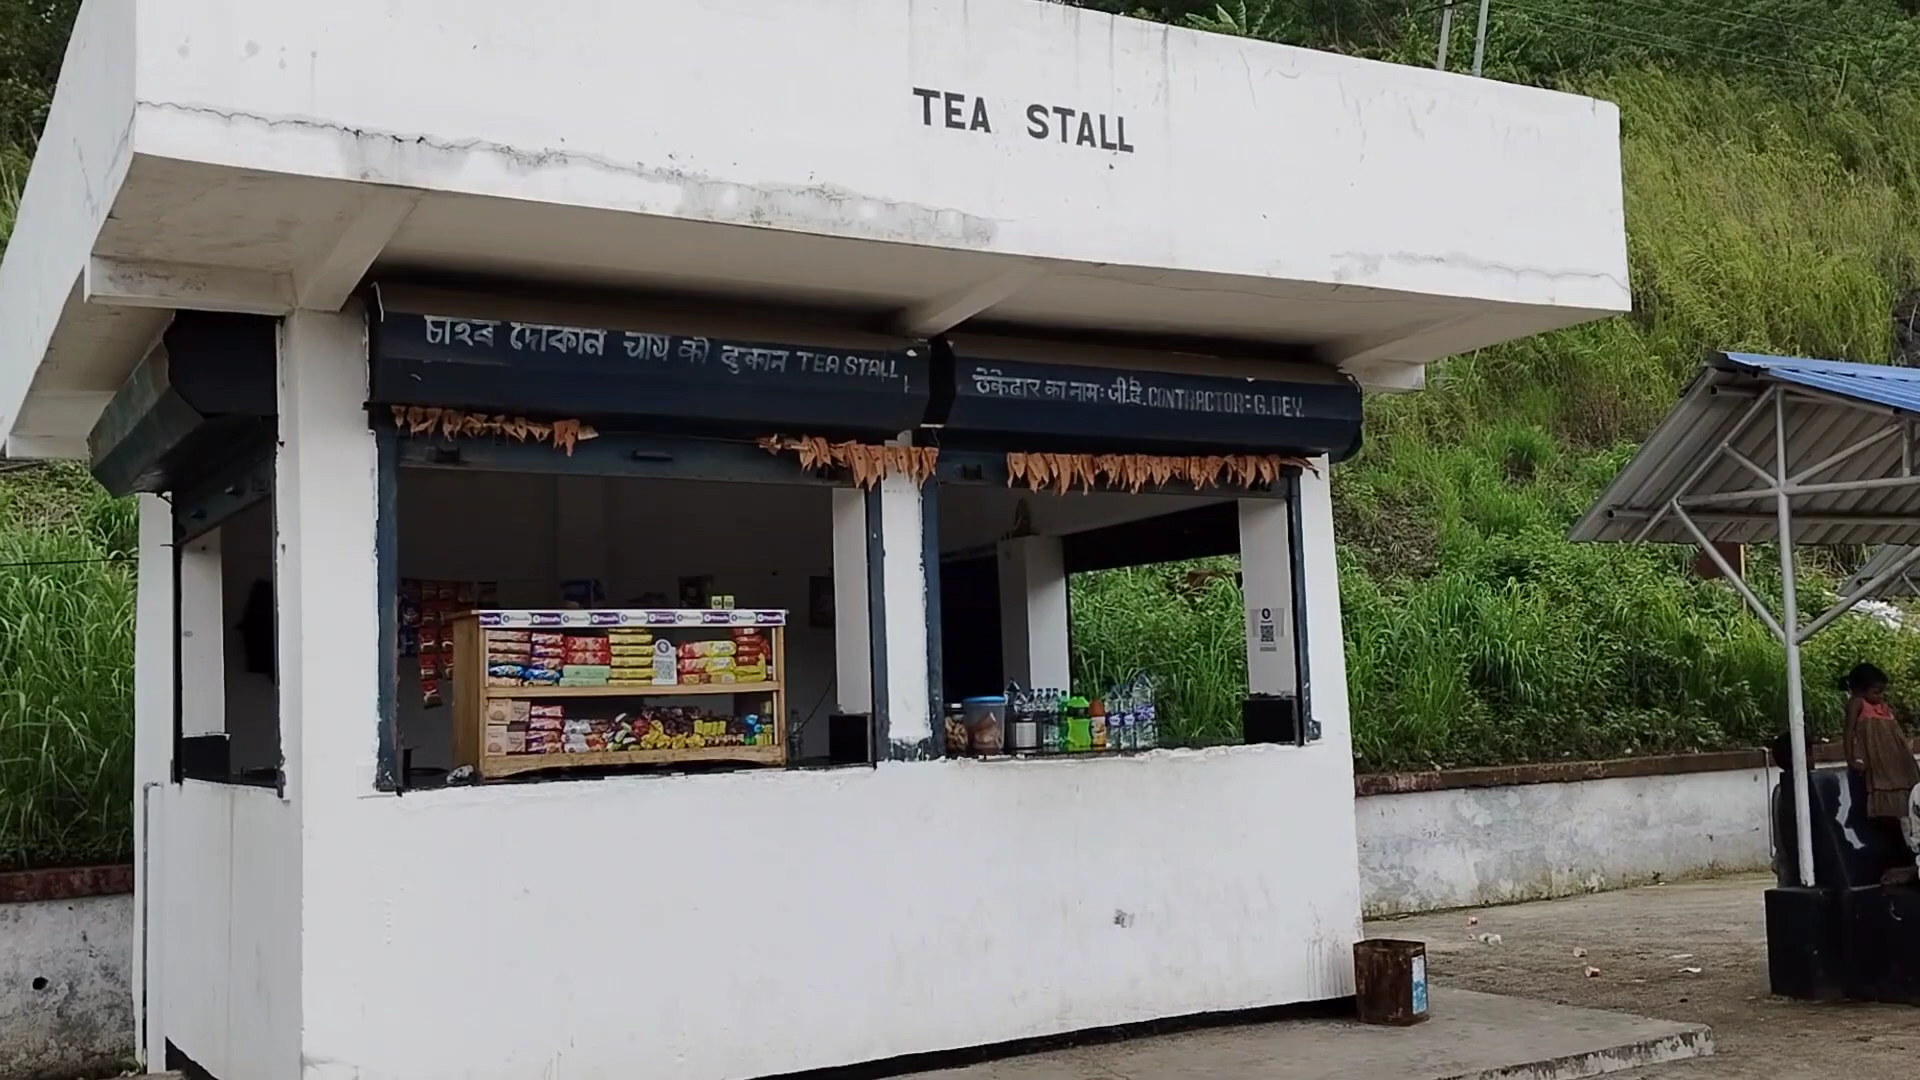 TEA STALL
চাহৰ দোকান चाय की दुकान TEA STALL
ठेकेदार का नाम: जी.दे. CONTRACTOR: G.DEY.